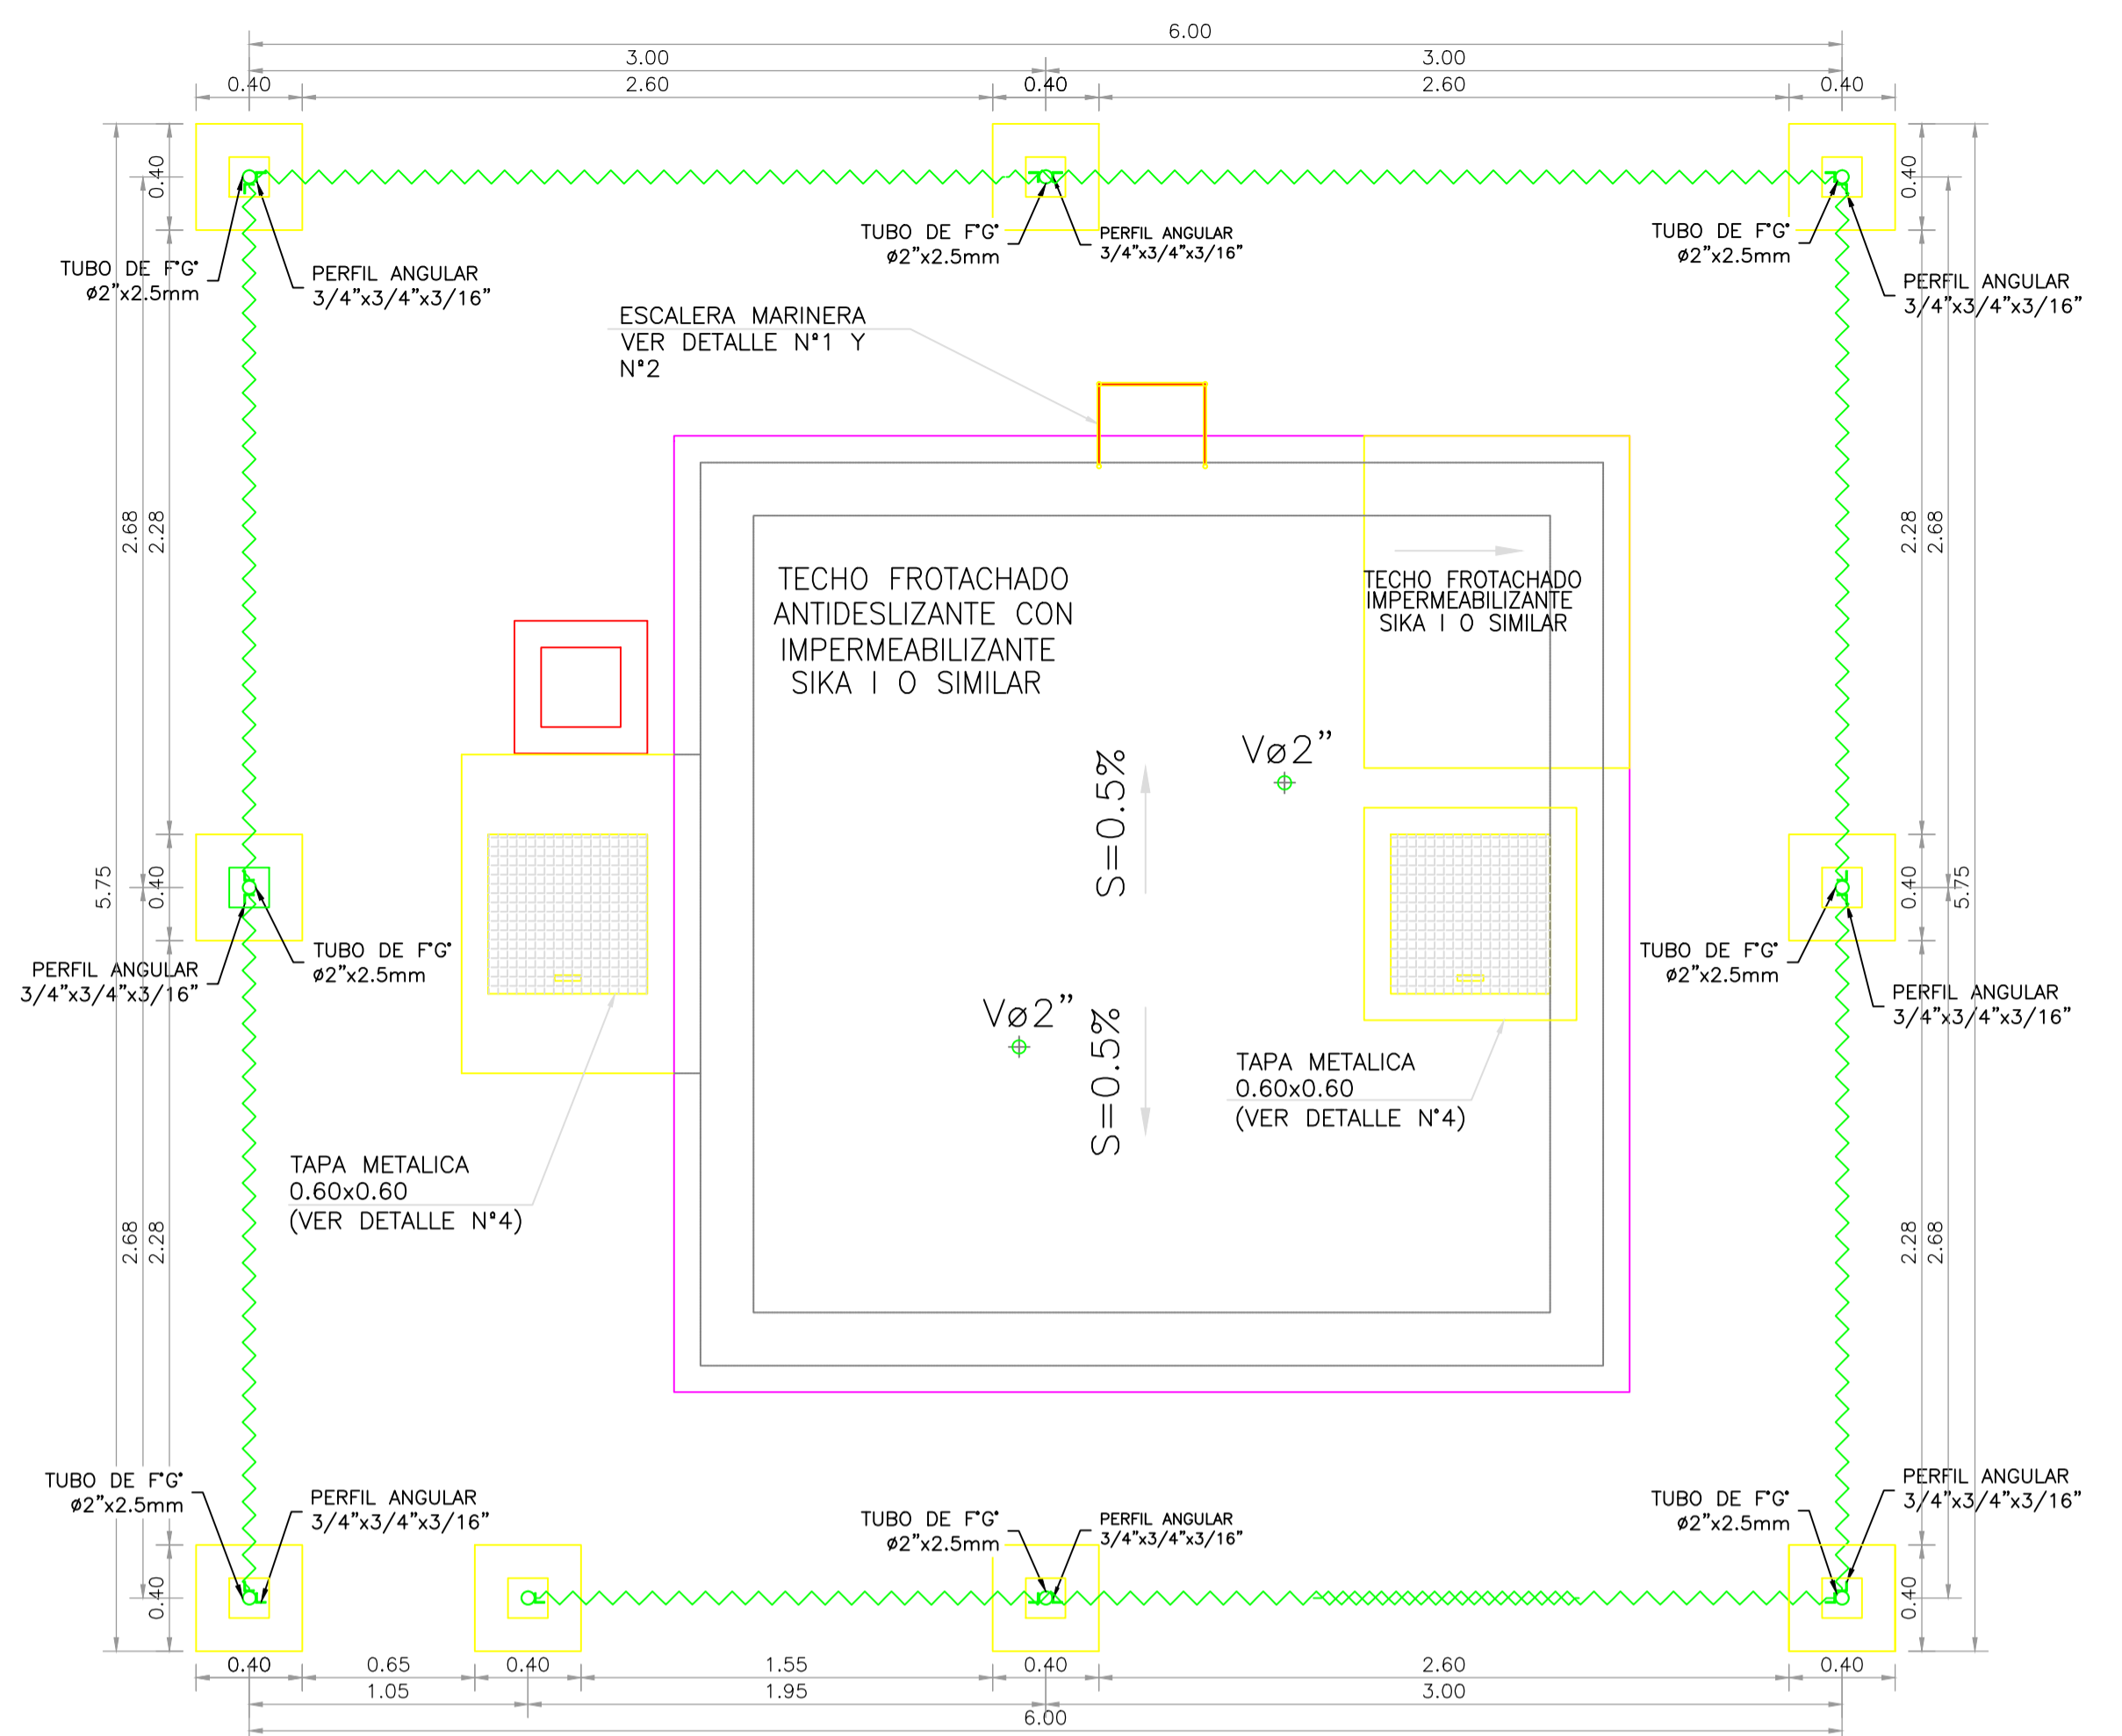 6.00
3.00
3.00
0.40
2.60
0.40
2.60
0.40
0.40
0.40
TUBO DE F°G°
ø2"x2.5mm
PERFIL ANGULAR
3/4"x3/4"x3/16"
TUBO DE F°G°
ø2"x2.5mm
PERFIL ANGULAR
3/4"x3/4"x3/16"
TUBO DE F°G°
ø2"x2.5mm
PERFIL ANGULAR
3/4"x3/4"x3/16"
ESCALERA MARINERA
VER DETALLE N°1 Y
N°2
2.68
2.28
2.28
2.68
TECHO FROTACHADO
ANTIDESLIZANTE CON
IMPERMEABILIZANTE
SIKA I O SIMILAR
TECHO FROTACHADO
IMPERMEABILIZANTE
SIKA I O SIMILAR
Vø2"
S=0.5%
5.75
0.40
0.40
5.75
TUBO DE F°G°
ø2"x2.5mm
PERFIL ANGULAR
3/4"x3/4"x3/16"
TUBO DE F°G°
ø2"x2.5mm
PERFIL ANGULAR
3/4"x3/4"x3/16"
Vø2"
S=0.5%
TAPA METALICA
0.60x0.60
(VER DETALLE N°4)
TAPA METALICA
0.60x0.60
(VER DETALLE N°4)
2.68
2.28
2.28
2.68
TUBO DE F°G°
ø2"x2.5mm
PERFIL ANGULAR
3/4"x3/4"x3/16"
TUBO DE F°G°
ø2"x2.5mm
PERFIL ANGULAR
3/4"x3/4"x3/16"
TUBO DE F°G°
ø2"x2.5mm
PERFIL ANGULAR
3/4"x3/4"x3/16"
0.40
0.40
0.40
0.65
0.40
1.55
0.40
2.60
0.40
1.05
1.95
3.00
6.00